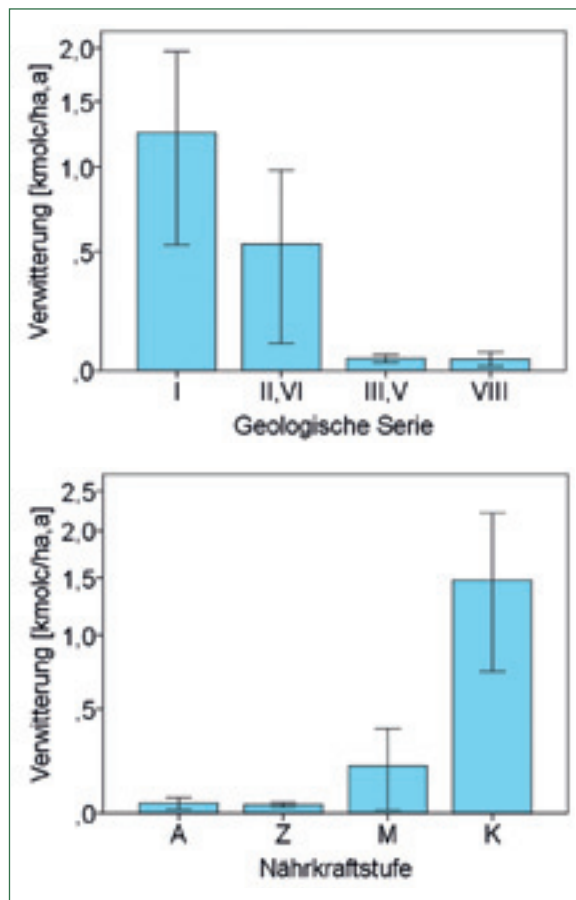 Verwitterung [kmolc/ha,a]
2,0
1,5
1,0
,5
,0
I II,VI III,V VIII
Geologische Serie
Verwitterung [kmolc/ha,a]
2,5
2,0
1,5
1,0
,5
,0
A Z M K
Nährkraftstufe